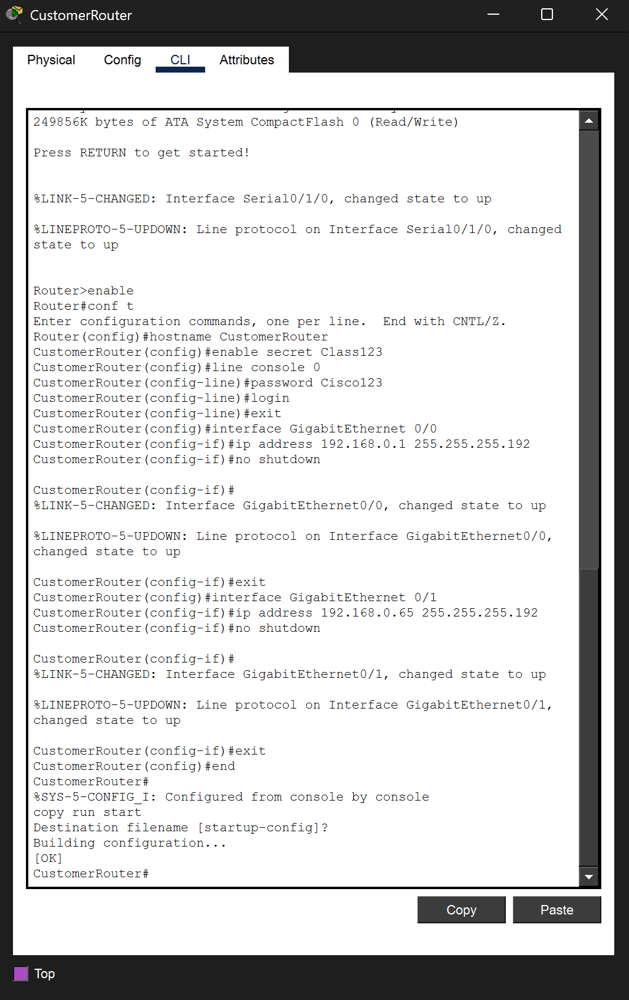 CustomerRouter
Physical Config CLI Attributes
249856K bytes of ATA System CompactFlash 0 (Read/Write)
Press RETURN to get started!
%LINK-5-CHANGED: Interface Serial0/1/0, changed state to up
%LINEPROTO-5-UPDOWN: Line protocol on Interface Serial0/1/0, changed
state to up
Router>enable
Router#conf t
Enter configuration commands, one per line.  End with CNTL/Z.
Router(config)#hostname CustomerRouter
CustomerRouter(config)#enable secret Class123
CustomerRouter(config)#line console 0
CustomerRouter(config-line)#password Cisco123
CustomerRouter(config-line)#login
CustomerRouter(config-line)#exit
CustomerRouter(config)#interface GigabitEthernet 0/0
CustomerRouter(config-if)#ip address 192.168.0.1 255.255.255.192
CustomerRouter(config-if)#no shutdown
CustomerRouter(config-if)#
%LINK-5-CHANGED: Interface GigabitEthernet0/0, changed state to up
%LINEPROTO-5-UPDOWN: Line protocol on Interface GigabitEthernet0/0,
changed state to up
CustomerRouter(config-if)#exit
CustomerRouter(config)#interface GigabitEthernet 0/1
CustomerRouter(config-if)#ip address 192.168.0.65 255.255.255.192
CustomerRouter(config-if)#no shutdown
CustomerRouter(config-if)#
%LINK-5-CHANGED: Interface GigabitEthernet0/1, changed state to up
%LINEPROTO-5-UPDOWN: Line protocol on Interface GigabitEthernet0/1,
changed state to up
CustomerRouter(config-if)#exit
CustomerRouter(config)#end
CustomerRouter#
%SYS-5-CONFIG_I: Configured from console by console
copy run start
Destination filename [startup-config]?
Building configuration...
[OK]
CustomerRouter#
Copy Paste
Top